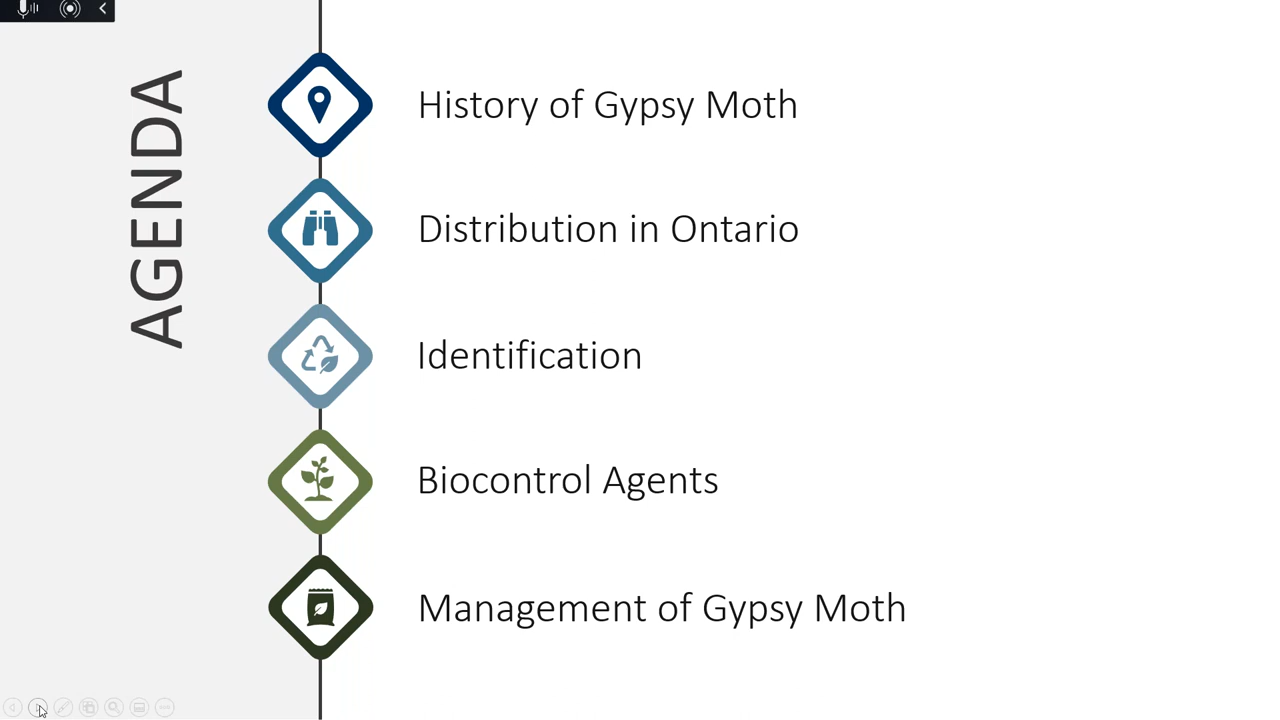 AGENDA
History of Gypsy Moth
Distribution in Ontario
Identification
Biocontrol Agents
Management of Gypsy Moth